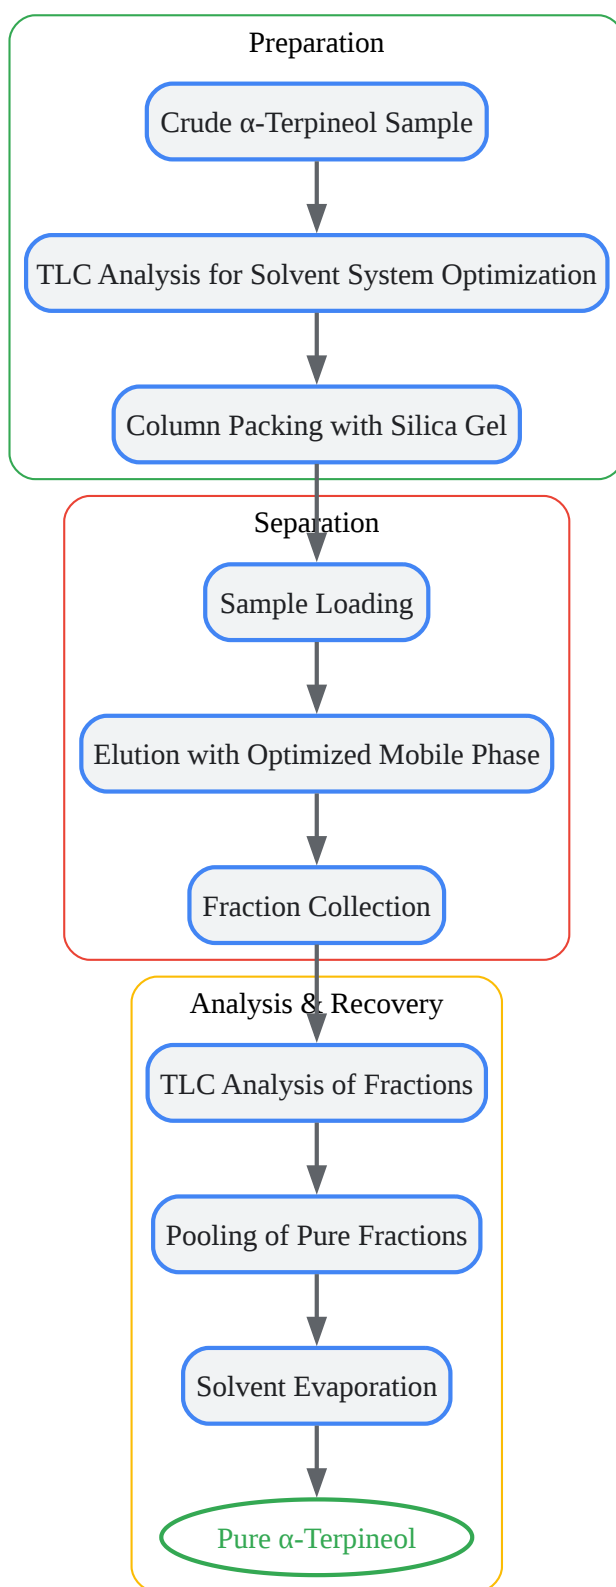 Preparation
Crude α-Terpineol Sample
TLC Analysis for Solvent System Optimization
Column Packing with Silica Gel
Separation
Sample Loading
Elution with Optimized Mobile Phase
Fraction Collection
Analysis & Recovery
TLC Analysis of Fractions
Pooling of Pure Fractions
Solvent Evaporation
Pure α-Terpineol